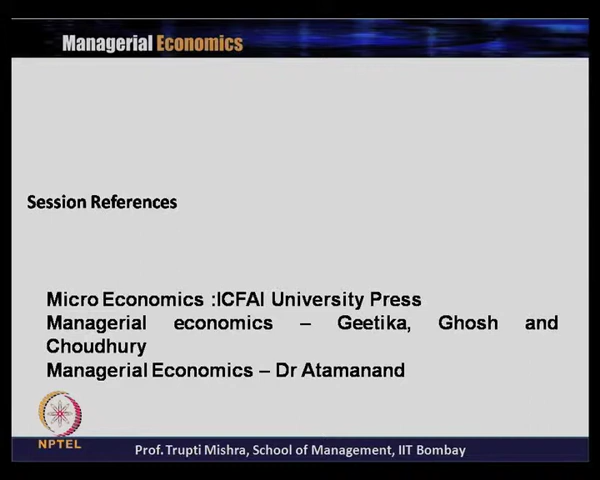 Managerial Economics
Session References
Micro Economics :ICFAI University Press
Managerial economics – Geetika, Ghosh and
Choudhury
Managerial Economics – Dr Atamanand
NPTEL
Prof. Trupti Mishra, School of Management, IIT Bombay